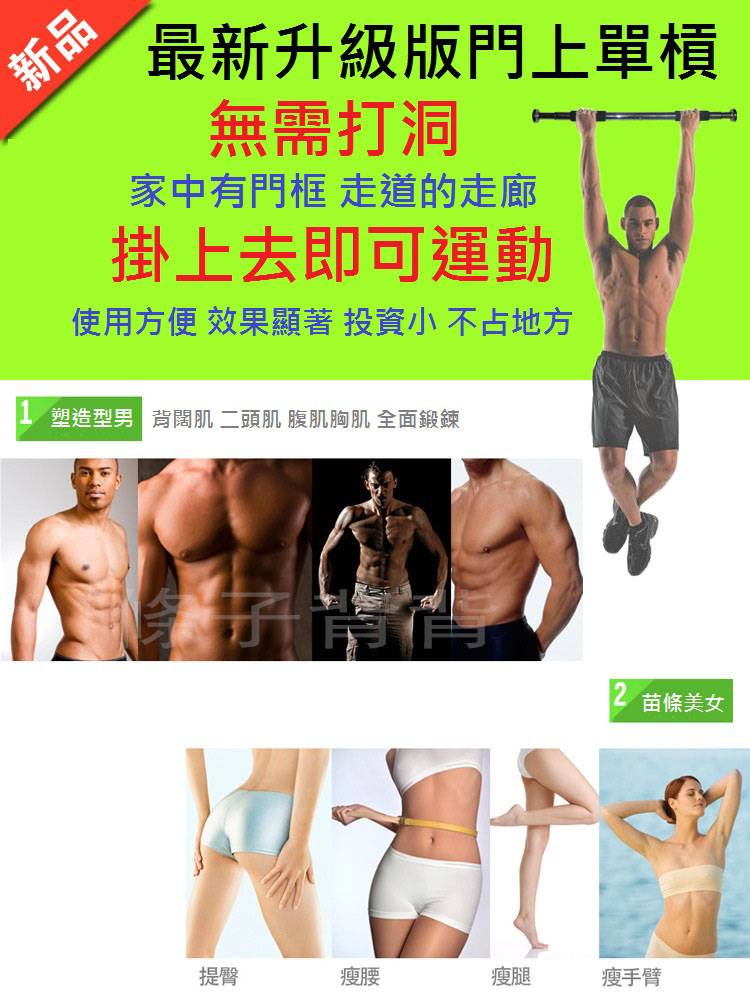 新品
最新升級版門上單槓
無需打洞
家中有門框 走道的走廊
掛上去即可運動
使用方便 效果顯著 投資小 不占地方
1 塑造型男 背闊肌 二頭肌 腹肌胸肌 全面鍛鍊
條子背背
2 苗條美女
提臀 瘦腰 瘦腿 瘦手臂